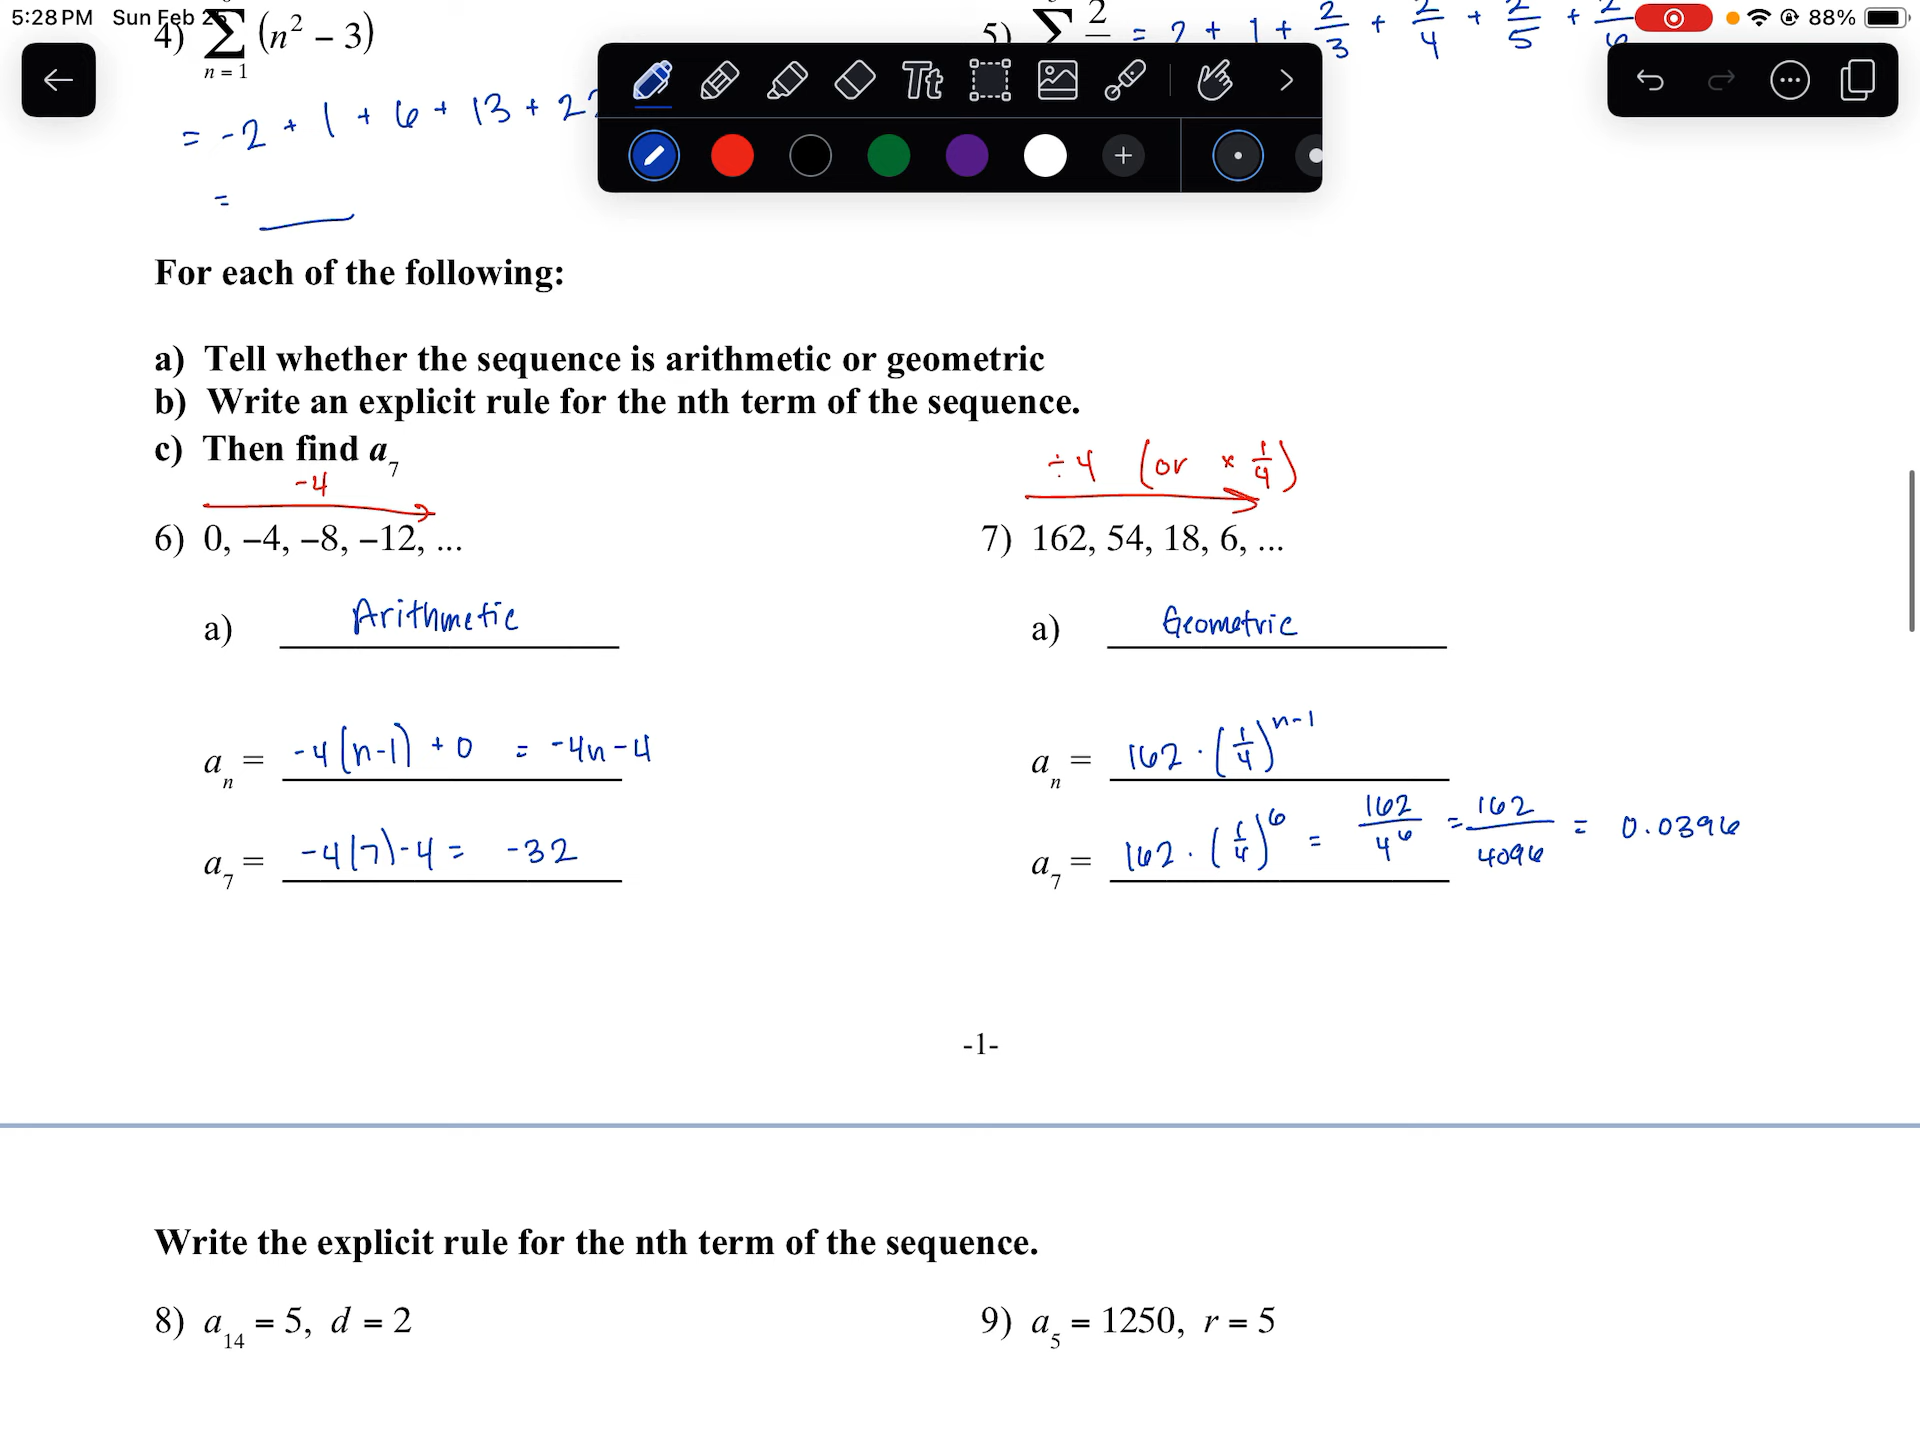 5:28 PM Sun Feb 25 88%
4) ∑ (n² − 3)
n = 1
5) ∑ 2 = 2 + 1 + 2/3 + 2/4 + 2/5 + 2/6
Tt
= -2 + 1 + 6 + 13 + 22
=
For each of the following:
a) Tell whether the sequence is arithmetic or geometric
b) Write an explicit rule for the nth term of the sequence.
c) Then find a₇
-4
÷4 (or × 1/4)
6) 0, −4, −8, −12, ...
7) 162, 54, 18, 6, ...
a) Arithmetic
a) Geometric
aₙ = -4(n-1) + 0 = -4n-4
aₙ = 162 · (1/4)ⁿ⁻¹
a₇ = -4(7)-4 = -32
a₇ = 162 · (1/4)⁶ = 162/4⁶ = 162/4096 = 0.0396
-1-
Write the explicit rule for the nth term of the sequence.
8) a₁₄ = 5, d = 2
9) a₅ = 1250, r = 5